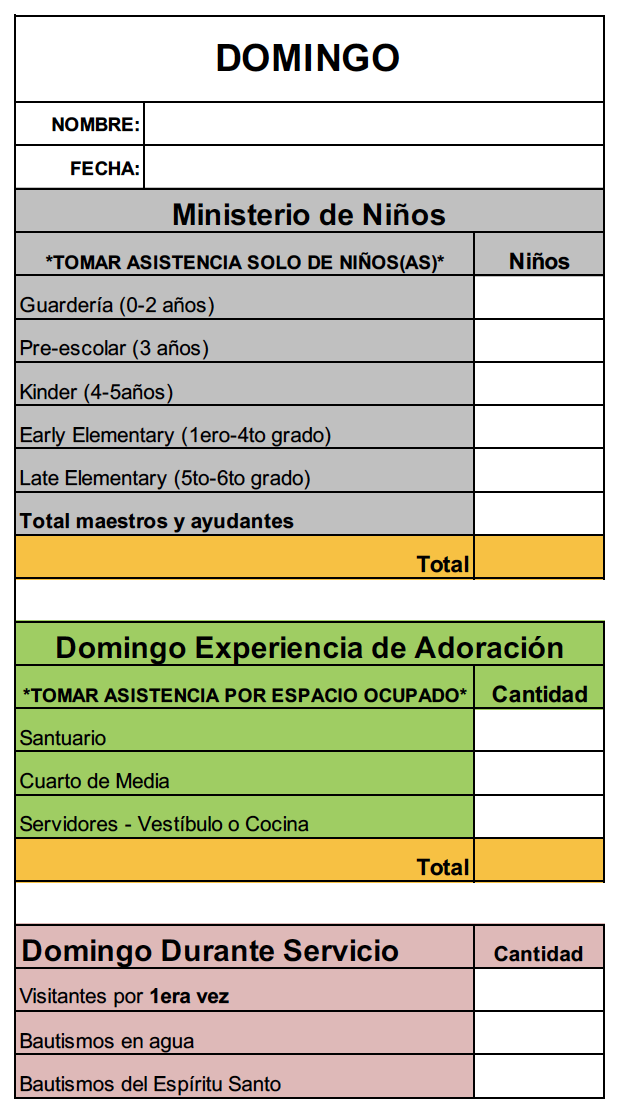 DOMINGO
NOMBRE:
FECHA:
Ministerio de Niños
*TOMAR ASISTENCIA SOLO DE NIÑOS(AS)* Niños
Guardería (0-2 años)
Pre-escolar (3 años)
Kinder (4-5años)
Early Elementary (1ero-4to grado)
Late Elementary (5to-6to grado)
Total maestros y ayudantes
Total
Domingo Experiencia de Adoración
*TOMAR ASISTENCIA POR ESPACIO OCUPADO* Cantidad
Santuario
Cuarto de Media
Servidores - Vestíbulo o Cocina
Total
Domingo Durante Servicio Cantidad
Visitantes por 1era vez
Bautismos en agua
Bautismos del Espíritu Santo